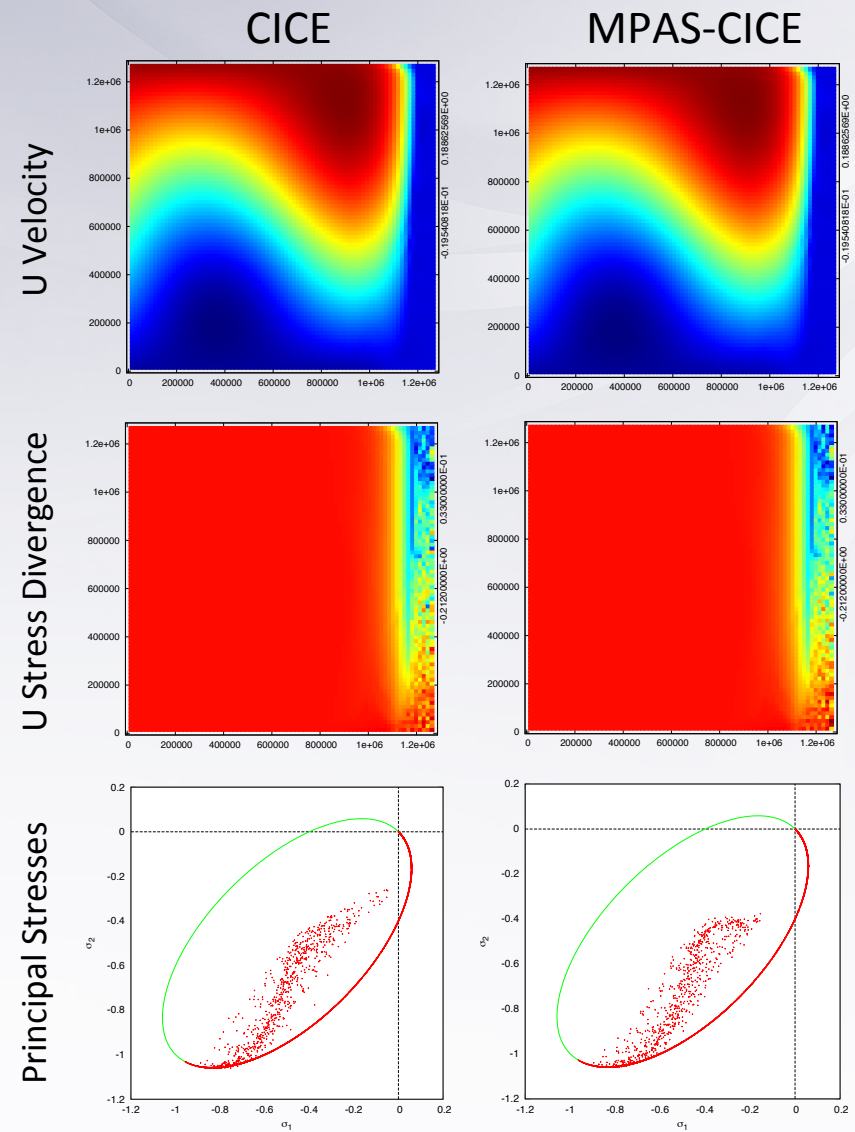 CICE
MPAS-CICE
U Velocity
1.2e+06
1e+06
800000
600000
400000
200000
0
0 200000 400000 600000 800000 1e+06 1.2e+06
-0.19540818E-01 0.18862569E+00
1.2e+06
1e+06
800000
600000
400000
200000
0
0 200000 400000 600000 800000 1e+06 1.2e+06
-0.19540818E-01 0.18862569E+00
U Stress Divergence
1.2e+06
1e+06
800000
600000
400000
200000
0
0 200000 400000 600000 800000 1e+06 1.2e+06
-0.21200000E+00 0.33000000E-01
1.2e+06
1e+06
800000
600000
400000
200000
0
0 200000 400000 600000 800000 1e+06 1.2e+06
-0.21200000E+00 0.33000000E-01
Principal Stresses
0.2
0
-0.2
-0.4
-0.6
-0.8
-1
-1.2
σ2
-1.2 -1 -0.8 -0.6 -0.4 -0.2 0 0.2
σ1
0.2
0
-0.2
-0.4
-0.6
-0.8
-1
-1.2
σ2
-1.2 -1 -0.8 -0.6 -0.4 -0.2 0 0.2
σ1